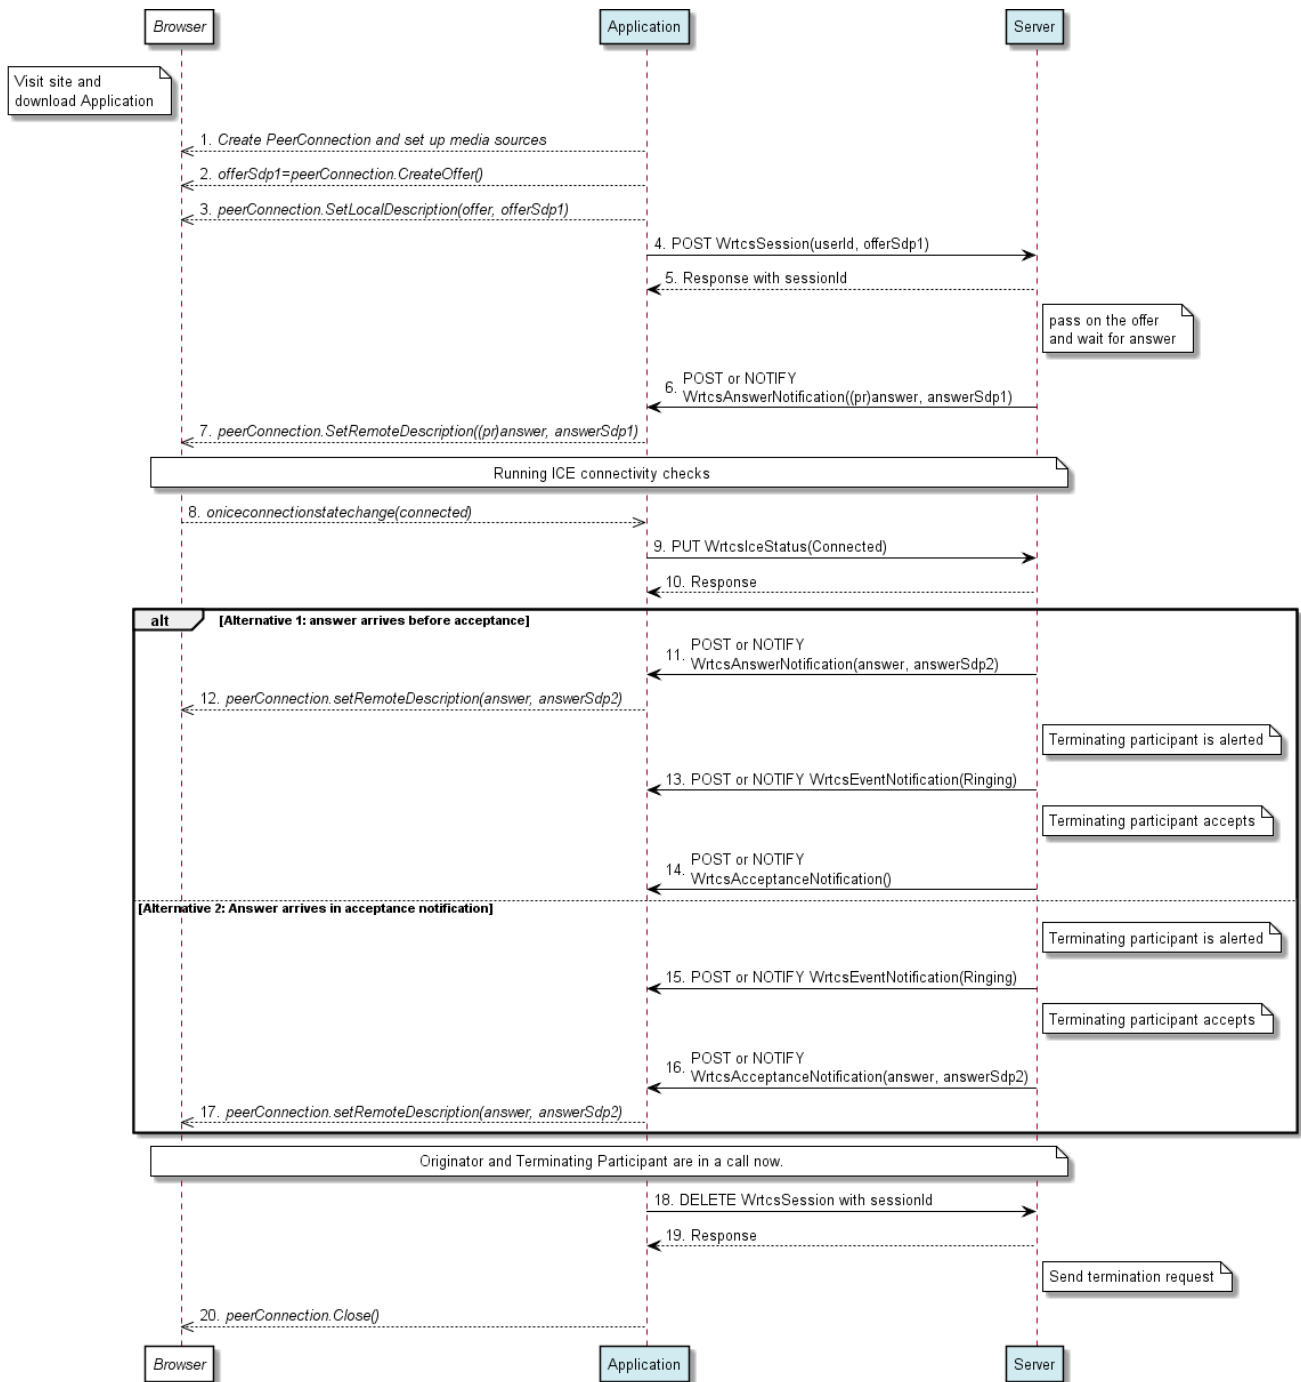 Browser
Application
Server
Visit site and
download Application
1. Create PeerConnection and set up media sources
2. offerSdp1=peerConnection.CreateOffer()
3. peerConnection.SetLocalDescription(offer, offerSdp1)
4. POST WrtcsSession(userId, offerSdp1)
5. Response with sessionId
pass on the offer
and wait for answer
6. POST or NOTIFY
WrtcsAnswerNotification((pr)answer, answerSdp1)
7. peerConnection.SetRemoteDescription((pr)answer, answerSdp1)
Running ICE connectivity checks
8. oniceconnectionstatechange(connected)
9. PUT WrtcsIceStatus(Connected)
10. Response
alt [Alternative 1: answer arrives before acceptance]
11. POST or NOTIFY
WrtcsAnswerNotification(answer, answerSdp2)
12. peerConnection.setRemoteDescription(answer, answerSdp2)
Terminating participant is alerted
13. POST or NOTIFY WrtcsEventNotification(Ringing)
Terminating participant accepts
14. POST or NOTIFY
WrtcsAcceptanceNotification()
[Alternative 2: Answer arrives in acceptance notification]
Terminating participant is alerted
15. POST or NOTIFY WrtcsEventNotification(Ringing)
Terminating participant accepts
16. POST or NOTIFY
WrtcsAcceptanceNotification(answer, answerSdp2)
17. peerConnection.setRemoteDescription(answer, answerSdp2)
Originator and Terminating Participant are in a call now.
18. DELETE WrtcsSession with sessionId
19. Response
Send termination request
20. peerConnection.Close()
Browser
Application
Server